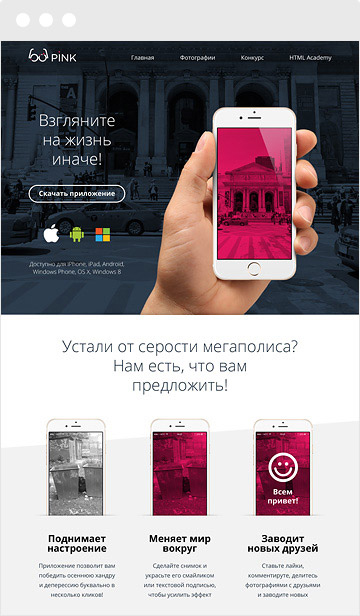 PINK
Главная Фотографии Конкурс HTML Academy
A
Взгляните
на жизнь
иначе!
Скачать приложение
Доступно для iPhone, iPad, Android,
Windows Phone, OS X, Windows 8
Устали от серости мегаполиса?
Нам есть, что вам
предложить!
Всем
привет!
Поднимает
настроение
Приложение позволит вам
победить осеннюю хандру
и депрессию буквально в
несколько кликов!
Меняет мир
вокруг
Сделайте снимок и
украсьте его смайликом
или текстовой подписью,
чтобы усилить эффект
Заводит
новых друзей
Ставьте лайки,
комментируйте, делитесь
фотографиями с друзьями
и заводите новых